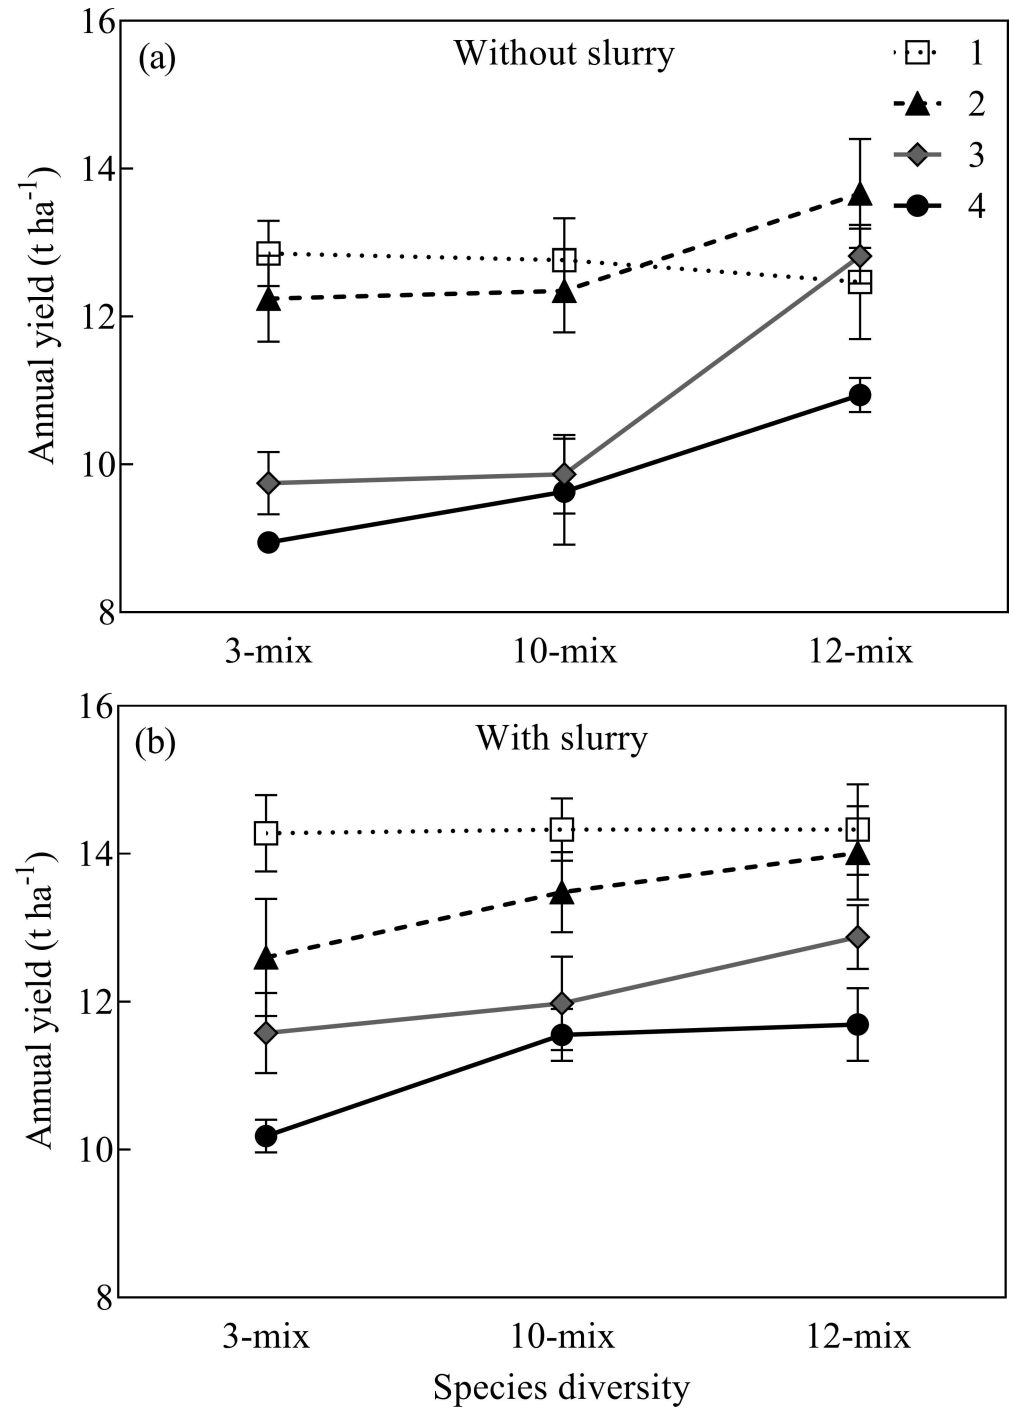 16
(a)
Without slurry
1
2
3
4
14
12
10
8
Annual yield (t ha-1)
3-mix 10-mix 12-mix
16
(b)
With slurry
14
12
10
8
Annual yield (t ha-1)
3-mix 10-mix 12-mix
Species diversity